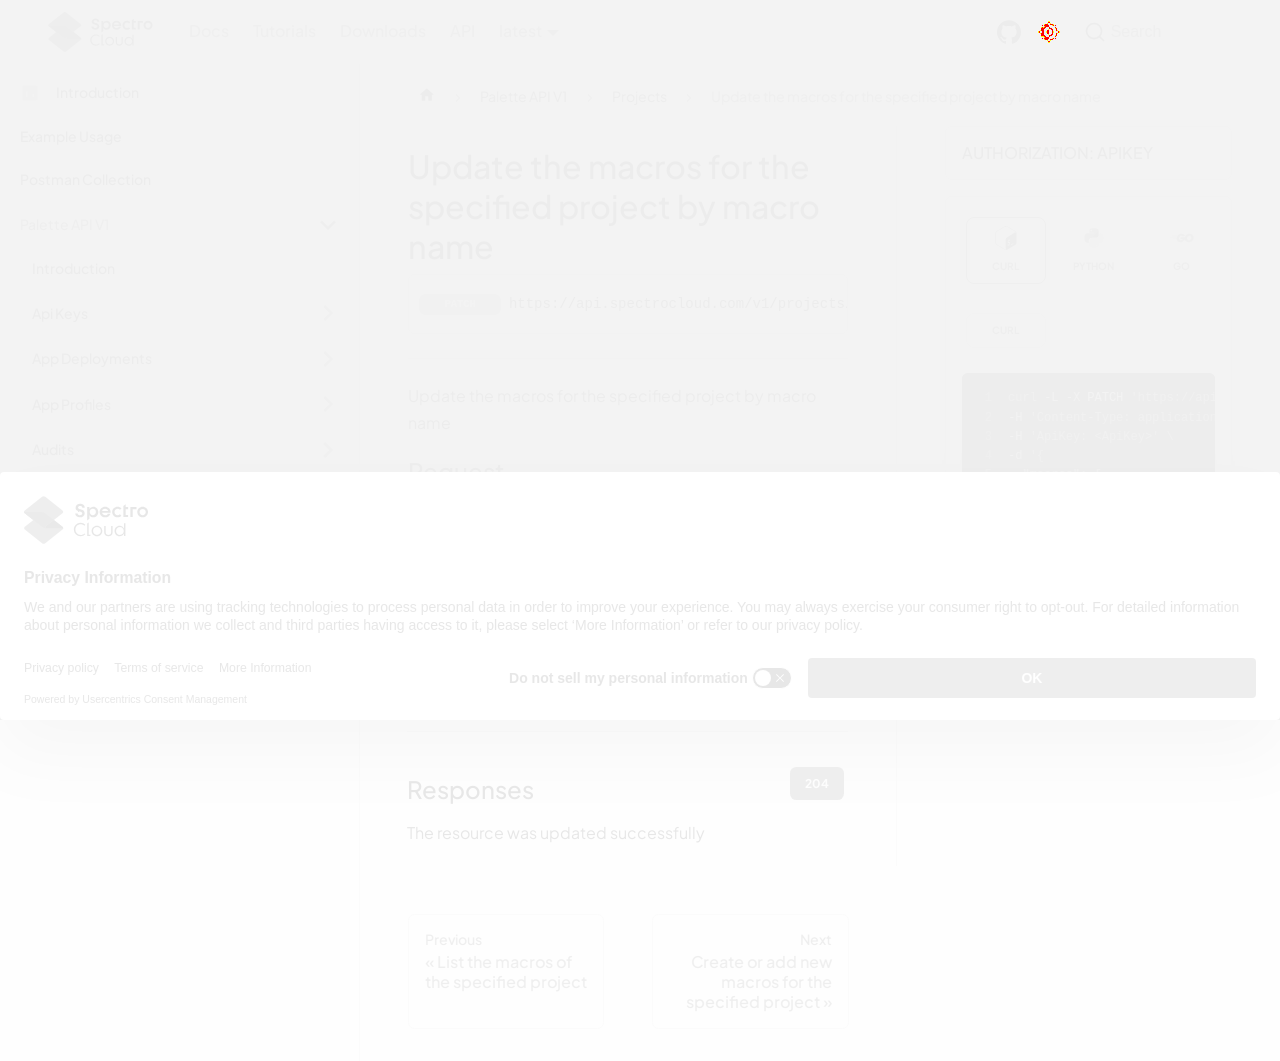 Spectro
Cloud
Docs
Tutorials
Downloads
API
latest
Search
Introduction
Example Usage
Postman Collection
Palette API V1
Introduction
Api Keys
App Deployments
App Profiles
Audits
Palette API V1
Projects
Update the macros for the specified project by macro name
Update the macros for the
specified project by macro
name
https://api.spectrocloud.com/v1/projects
Update the macros for the specified project by macro
name
Request
AUTHORIZATION: APIKEY
CURL
PYTHON
GO
GO
CURL
Spectro
Cloud
Privacy Information
We and our partners are using tracking technologies to process personal data in order to improve your experience. You may always exercise your consumer right to opt-out. For detailed information
about personal information we collect and third parties having access to it, please select 'More Information' or refer to our privacy policy.
Privacy policy
Terms of service
More Information
Powered by Usercentrics Consent Management
Do not sell my personal information
OK
Responses
204
The resource was updated successfully
Previous
« List the macros of
the specified project
Next
Create or add new
macros for the
specified project »